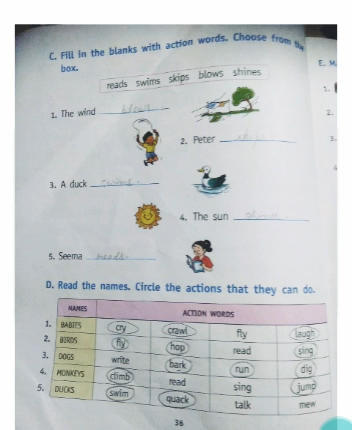 C. Fill in the blanks with action words. Choose from the
box.
E. M
reads swims skips blows shines
1.
1. The wind blows
2.
2. Peter skips
3.
3. A duck swims
4. The sun shines
5. Seema reads
D. Read the names. Circle the actions that they can do.
NAMES ACTION WORDS
1. BABIES cry crawl fly laugh
2. BIRDS fly hop read sing
3. DOGS write bark run dig
4. MONKEYS climb read sing jump
5. DUCKS swim quack talk mew
36